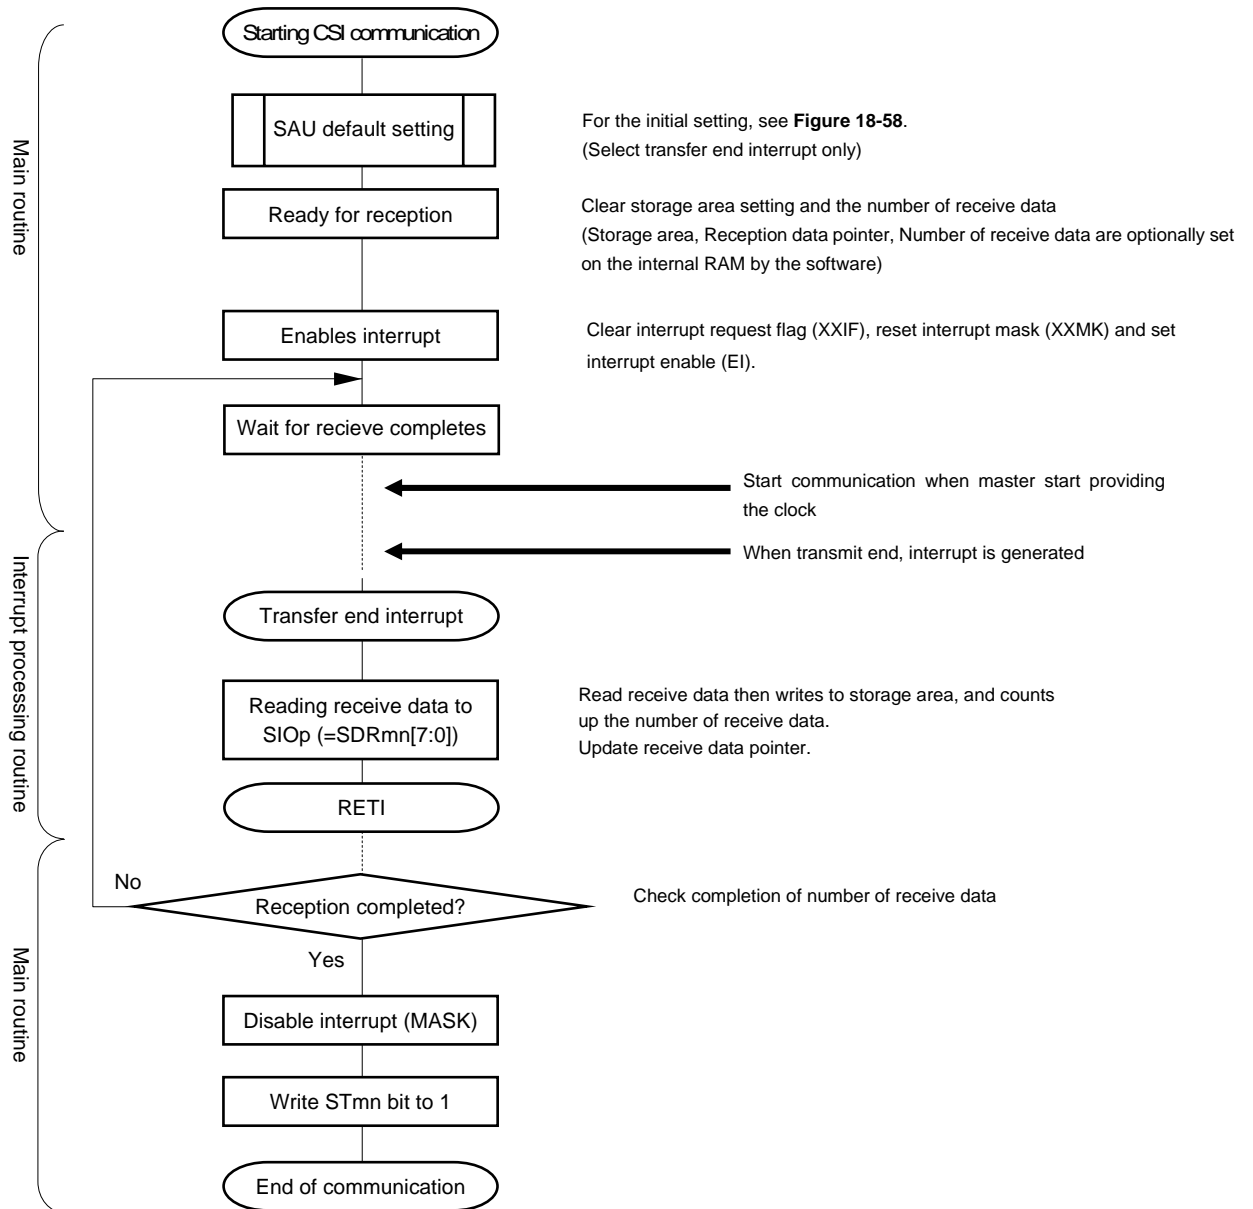 Starting CSI communication
SAU default setting
For the initial setting, see Figure 18-58.
(Select transfer end interrupt only)
Main routine
Ready for reception
Clear storage area setting and the number of receive data
(Storage area, Reception data pointer, Number of receive data are optionally set
on the internal RAM by the software)
Enables interrupt
Clear interrupt request flag (XXIF), reset interrupt mask (XXMK) and set
interrupt enable (EI).
Wait for recieve completes
Start communication when master start providing
the clock
When transmit end, interrupt is generated
Interrupt processing routine
Transfer end interrupt
Reading receive data to
SIOp (=SDRmn[7:0])
Read receive data then writes to storage area, and counts
up the number of receive data.
Update receive data pointer.
RETI
No
Reception completed?
Check completion of number of receive data
Yes
Main routine
Disable interrupt (MASK)
Write STmn bit to 1
End of communication